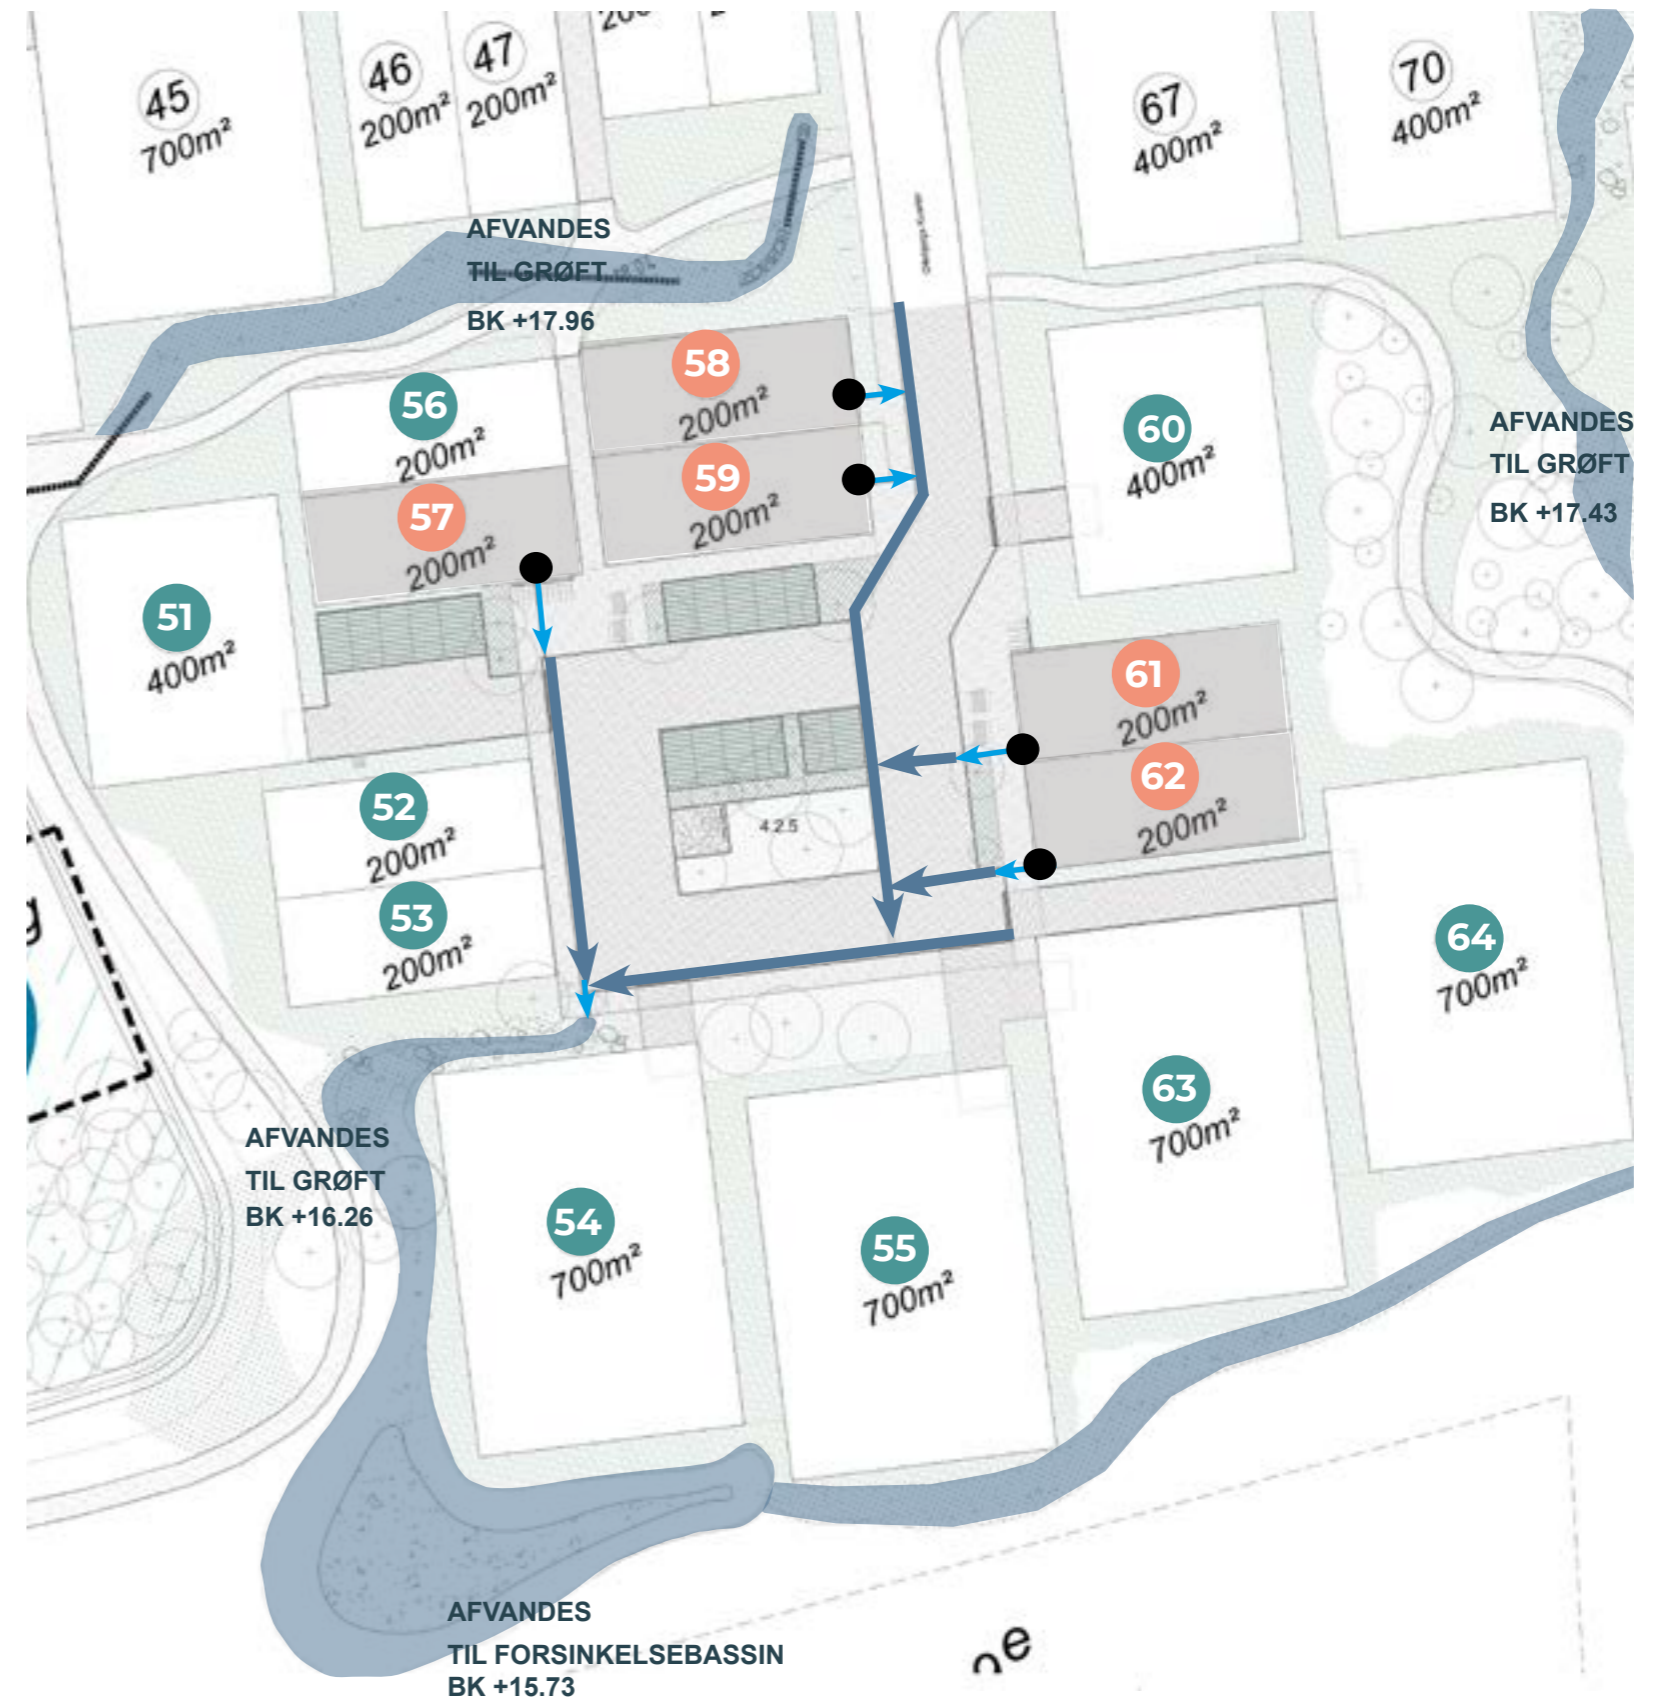 45
700m²
46
200m²
47
200m²
67
400m²
70
400m²
AFVANDES
TIL GRØFT
BK +17.96
58
200m²
56
200m²
59
200m²
57
200m²
60
400m²
AFVANDES
TIL GRØFT
BK +17.43
51
400m²
61
200m²
62
200m²
52
200m²
4.2.5
53
200m²
64
700m²
63
700m²
AFVANDES
TIL GRØFT
BK +16.26
54
700m²
55
700m²
AFVANDES
TIL FORSINKELSEBASSIN
BK +15.73